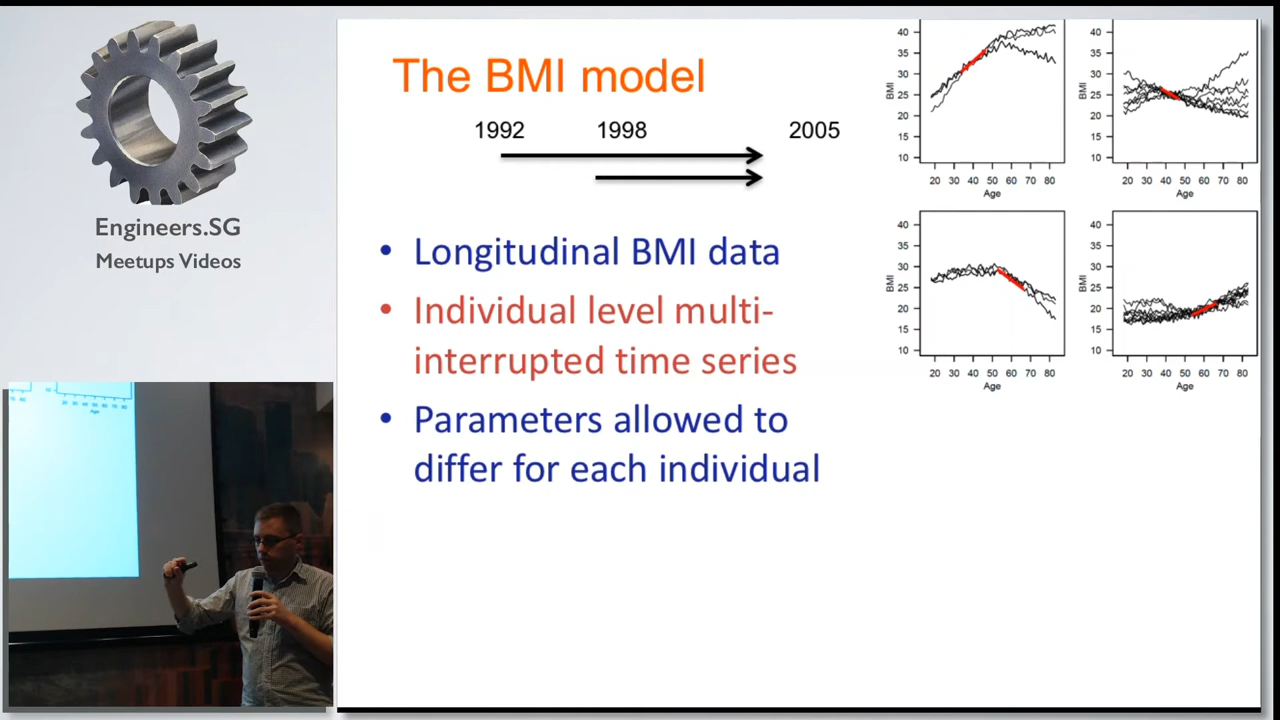 Engineers.SG
Meetups Videos
The BMI model
1992 1998 2005
• Longitudinal BMI data
• Individual level multi-
interrupted time series
• Parameters allowed to
differ for each individual
40
35
30
25
20
15
10
BMI
20 30 40 50 60 70 80
Age
40
35
30
25
20
15
10
BMI
20 30 40 50 60 70 80
Age
40
35
30
25
20
15
10
BMI
20 30 40 50 60 70 80
Age
40
35
30
25
20
15
10
BMI
20 30 40 50 60 70 80
Age
Age